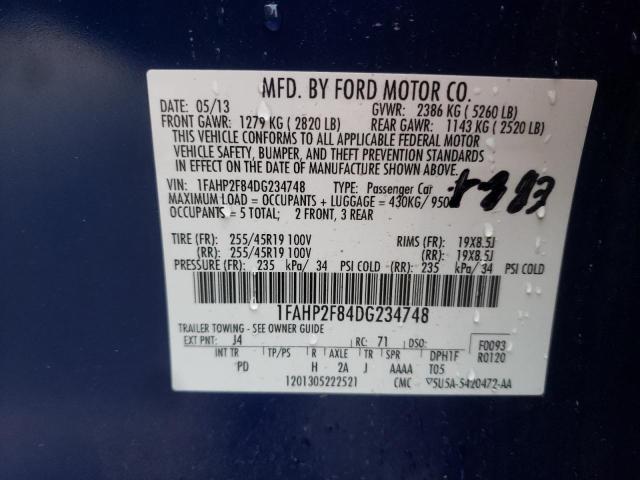 MFD. BY FORD MOTOR CO.
DATE: 05/13 GVWR: 2386 KG ( 5260 LB)
FRONT GAWR: 1279 KG ( 2820 LB) REAR GAWR: 1143 KG ( 2520 LB)
THIS VEHICLE CONFORMS TO ALL APPLICABLE FEDERAL MOTOR
VEHICLE SAFETY, BUMPER, AND THEFT PREVENTION STANDARDS
IN EFFECT ON THE DATE OF MANUFACTURE SHOWN ABOVE.
VIN: 1FAHP2F84DG234748 TYPE: Passenger Car
MAXIMUM LOAD = OCCUPANTS + LUGGAGE = 430KG/ 950
OCCUPANTS = 5 TOTAL; 2 FRONT, 3 REAR
TIRE (FR): 255/45R19 100V RIMS (FR): 19X8.5J
(RR): 255/45R19 100V (RR): 19X8.5J
PRESSURE (FR): 235 kPa/ 34 PSI COLD (RR): 235 kPa/ 34 PSI COLD
1FAHP2F84DG234748
TRAILER TOWING - SEE OWNER GUIDE
EXT PNT: J4 RC: 71 DSO: F0093
INT TR TP/PS R AXLE TR SPR DPH1F R0120
PD H 2A J AAAA T05
1201305222521 CMC 5U5A-5420472-AA